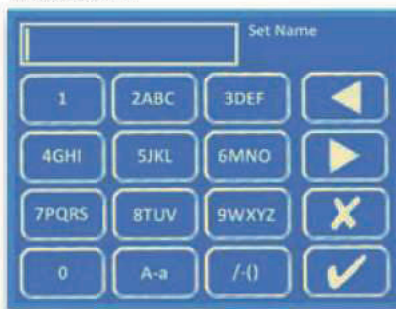 Set Name
1 2ABC 3DEF
4GHI 5JKL 6MNO
7PQRS 8TUV 9WXYZ
0 A-a /-()